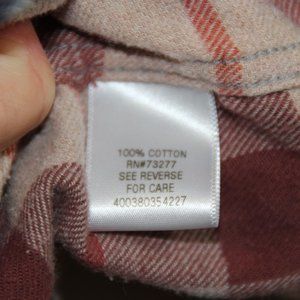 100% COTTON
RN#73277
SEE REVERSE
FOR CARE
400380354227